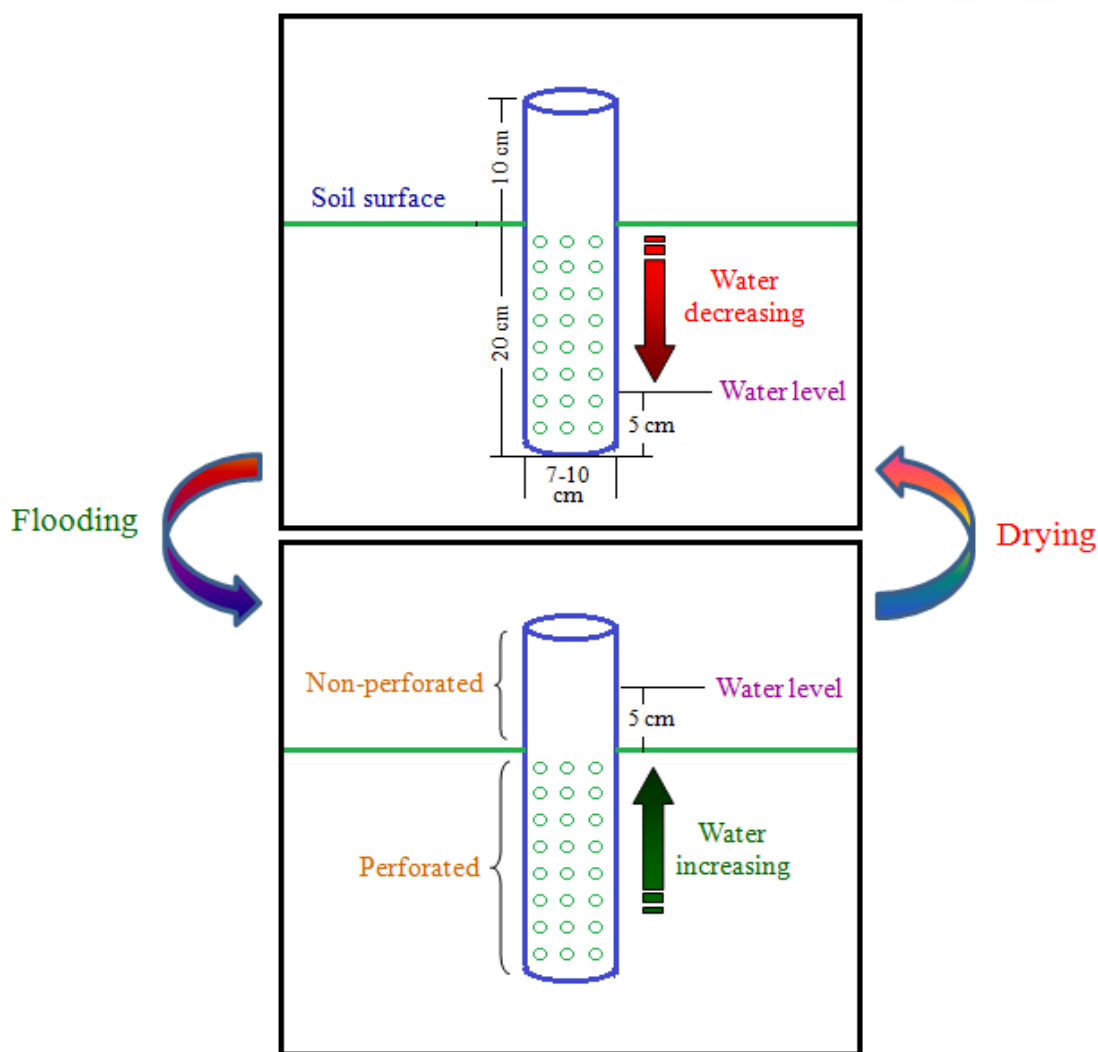 10 cm
Soil surface
20 cm
Water
decreasing
Water level
5 cm
7-10
cm
Flooding
Drying
Non-perforated
Water level
5 cm
Perforated
Water
increasing